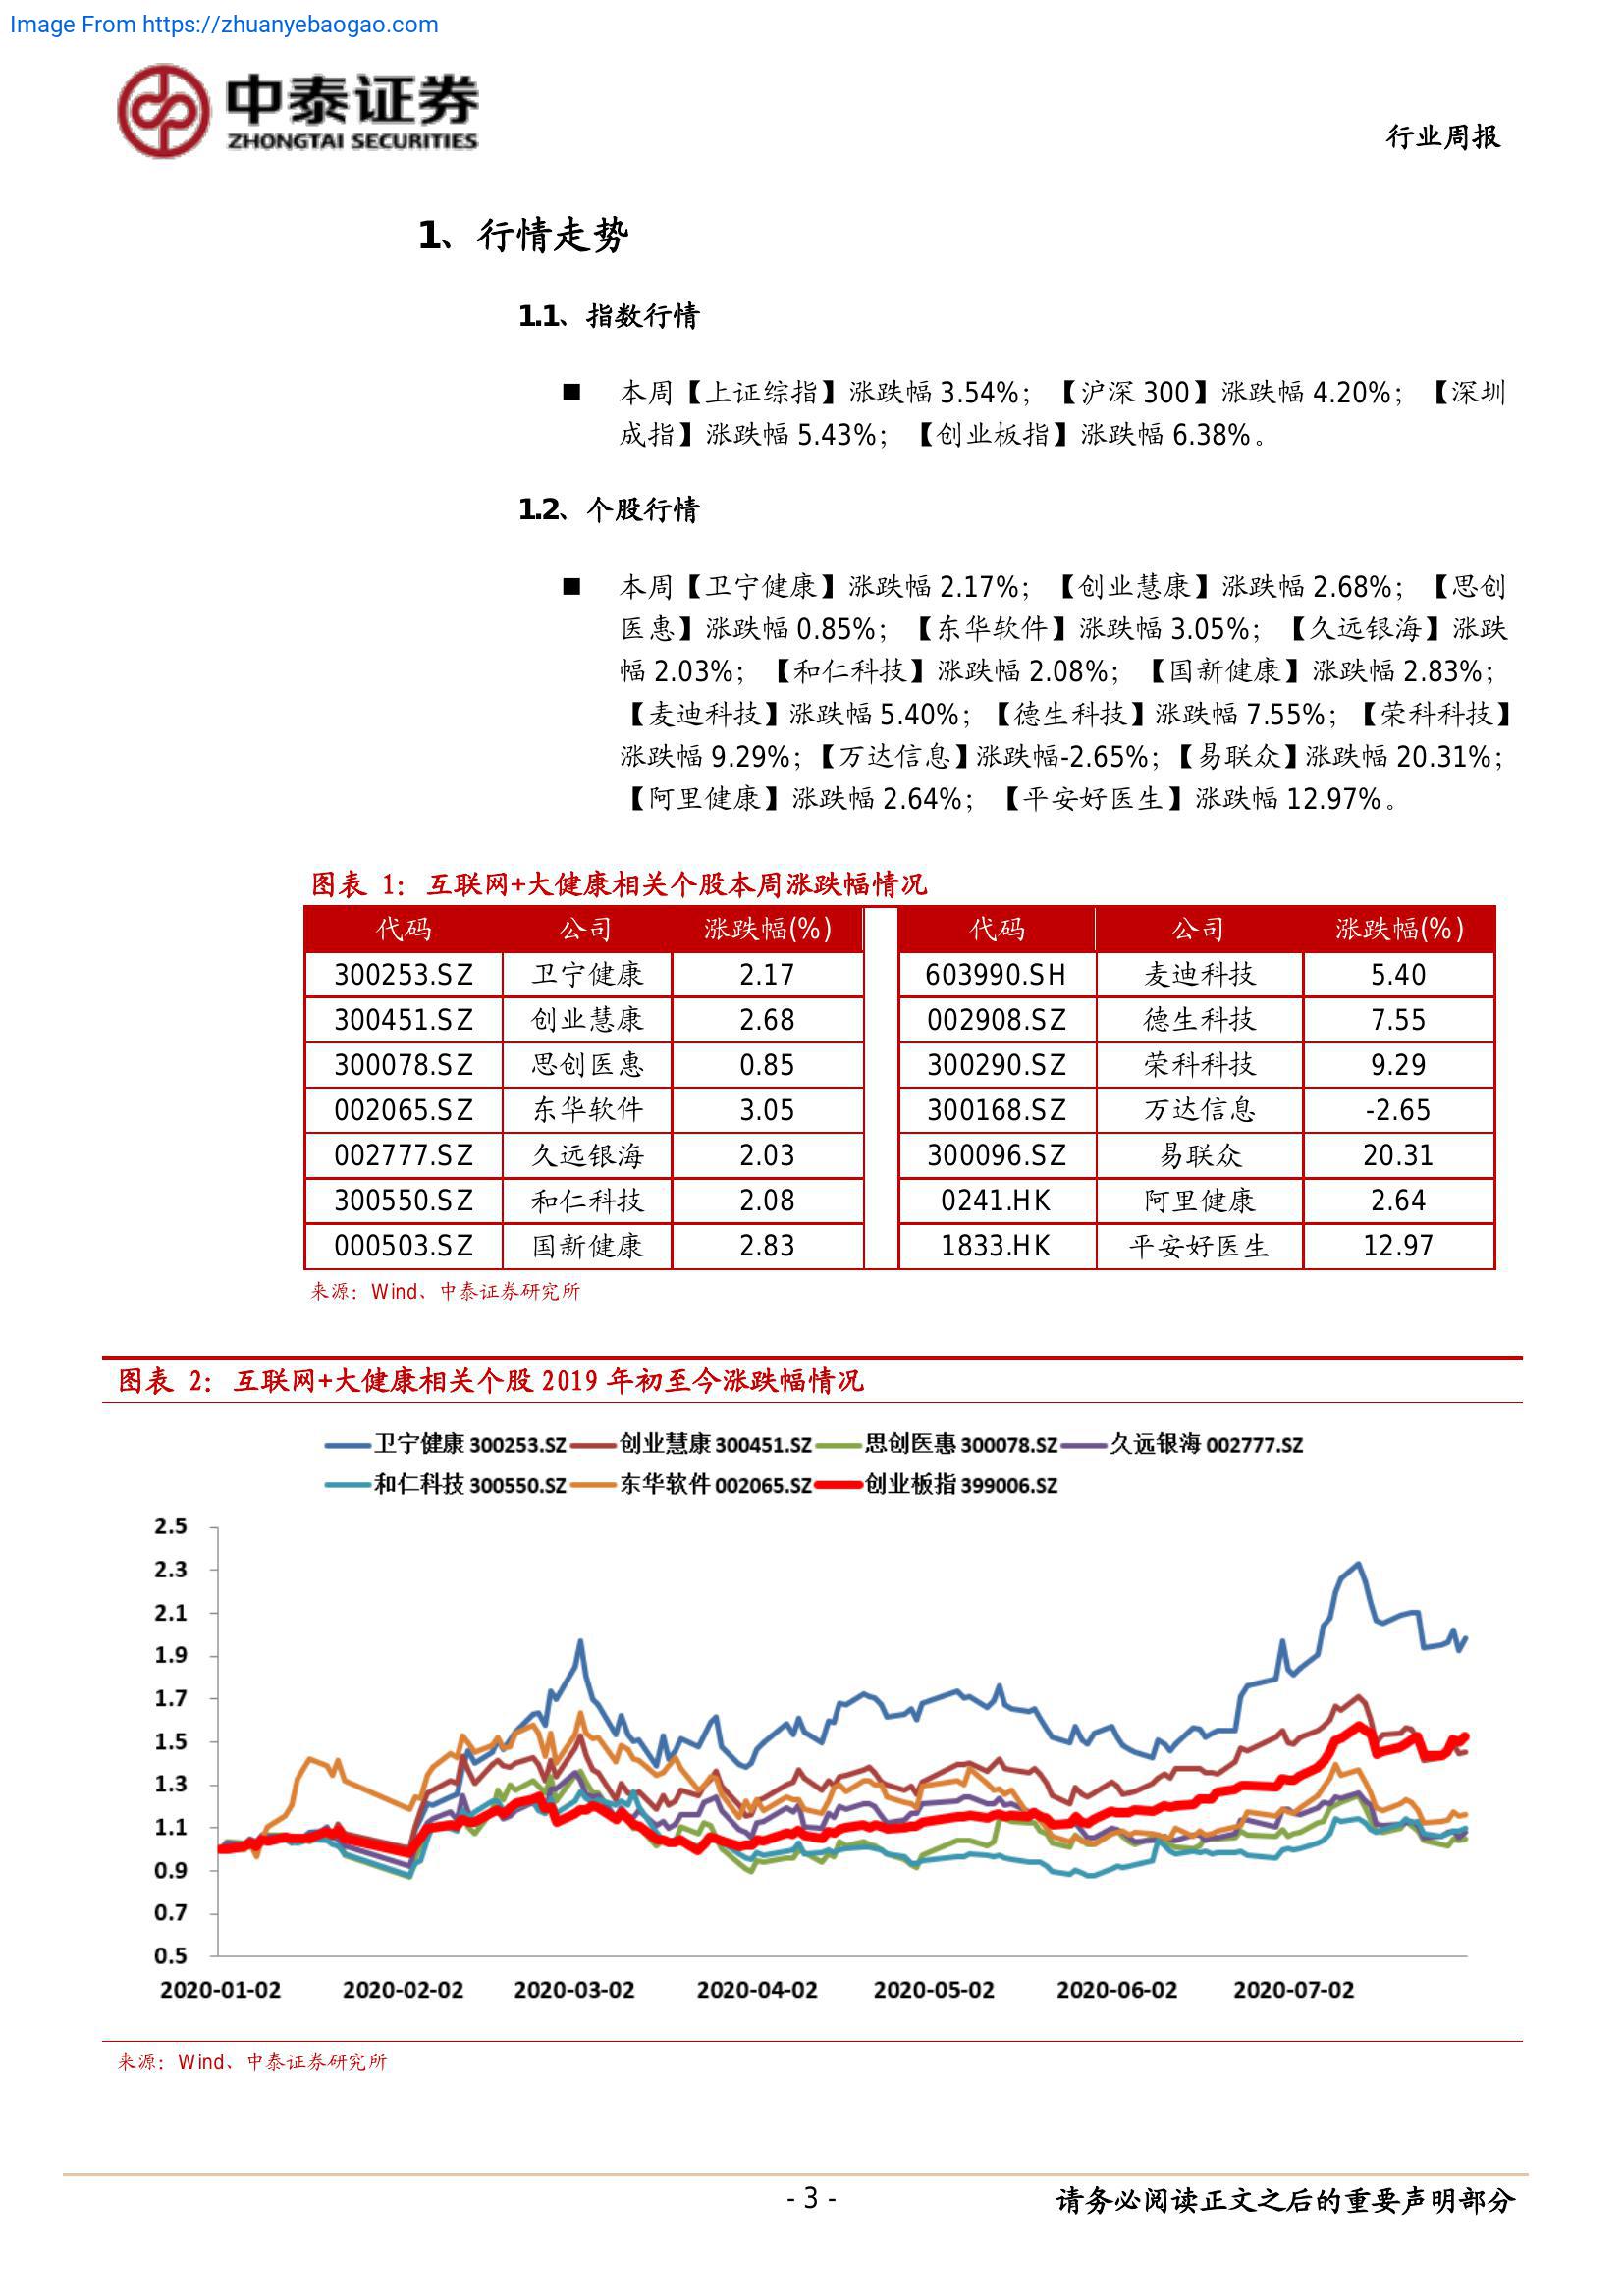 Image From https://zhuanyebaogao.com
中泰证券
ZHONGTAI SECURITIES
行业周报
1、行情走势
1.1、指数行情
■ 本周【上证综指】涨跌幅 3.54%；【沪深 300】涨跌幅 4.20%；【深圳
成指】涨跌幅 5.43%；【创业板指】涨跌幅 6.38%。
1.2、个股行情
■ 本周【卫宁健康】涨跌幅 2.17%；【创业慧康】涨跌幅 2.68%；【思创
医惠】涨跌幅 0.85%；【东华软件】涨跌幅 3.05%；【久远银海】涨跌
幅 2.03%；【和仁科技】涨跌幅 2.08%；【国新健康】涨跌幅 2.83%；
【麦迪科技】涨跌幅 5.40%；【德生科技】涨跌幅 7.55%；【荣科科技】
涨跌幅 9.29%；【万达信息】涨跌幅-2.65%；【易联众】涨跌幅 20.31%；
【阿里健康】涨跌幅 2.64%；【平安好医生】涨跌幅 12.97%。
图表 1：互联网+大健康相关个股本周涨跌幅情况
代码 公司 涨跌幅(%) 代码 公司 涨跌幅(%)
300253.SZ 卫宁健康 2.17 603990.SH 麦迪科技 5.40
300451.SZ 创业慧康 2.68 002908.SZ 德生科技 7.55
300078.SZ 思创医惠 0.85 300290.SZ 荣科科技 9.29
002065.SZ 东华软件 3.05 300168.SZ 万达信息 -2.65
002777.SZ 久远银海 2.03 300096.SZ 易联众 20.31
300550.SZ 和仁科技 2.08 0241.HK 阿里健康 2.64
000503.SZ 国新健康 2.83 1833.HK 平安好医生 12.97
来源：Wind、中泰证券研究所
图表 2：互联网+大健康相关个股 2019 年初至今涨跌幅情况
卫宁健康 300253.SZ 创业慧康 300451.SZ 思创医惠 300078.SZ 久远银海 002777.SZ
和仁科技 300550.SZ 东华软件 002065.SZ 创业板指 399006.SZ
2.5
2.3
2.1
1.9
1.7
1.5
1.3
1.1
0.9
0.7
0.5
2020-01-02 2020-02-02 2020-03-02 2020-04-02 2020-05-02 2020-06-02 2020-07-02
来源：Wind、中泰证券研究所
- 3 - 请务必阅读正文之后的重要声明部分